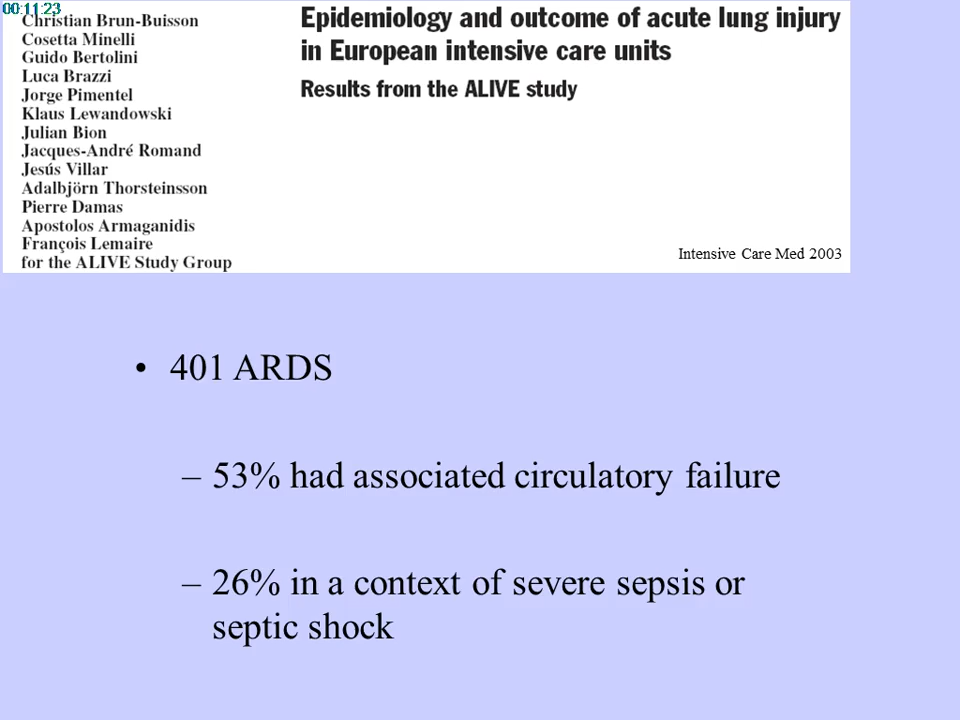 00:11:23
Christian Brun-Buisson
Cosetta Minelli
Guido Bertolini
Luca Brazzi
Jorge Pimentel
Klaus Lewandowski
Julian Bion
Jacques-André Romand
Jesús Villar
Adalbjörn Thorsteinsson
Pierre Damas
Apostolos Armaganidis
François Lemaire
for the ALIVE Study Group
Epidemiology and outcome of acute lung injury
in European intensive care units
Results from the ALIVE study
Intensive Care Med 2003
• 401 ARDS
– 53% had associated circulatory failure
– 26% in a context of severe sepsis or
septic shock